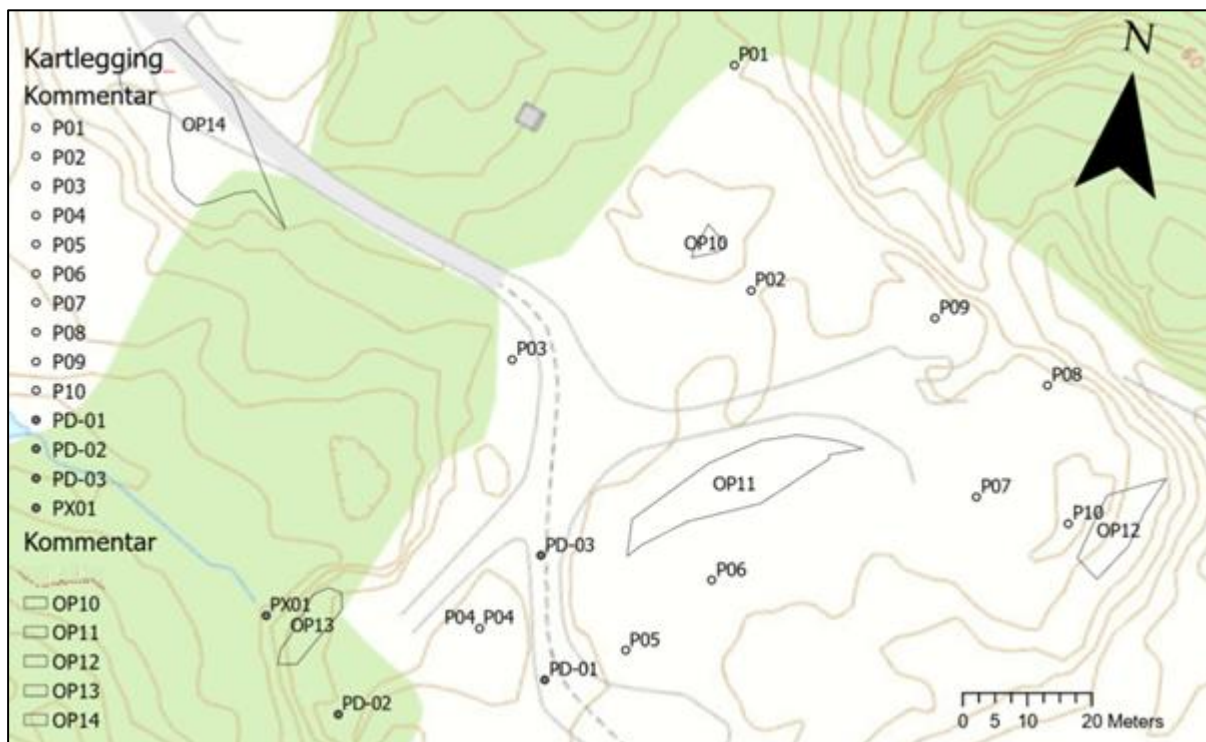 Kartlegging
Kommentar
P01
P02
P03
P04
P05
P06
P07
P08
P09
P10
PD-01
PD-02
PD-03
PX01
Kommentar
OP10
OP11
OP12
OP13
OP14
N
60
P01
OP14
OP10
P02
P09
P03
P08
OP11
P07
P10
OP12
PD-03
P06
PX01
OP13
P04 P04
P05
PD-01
PD-02
0 5 10 20 Meters